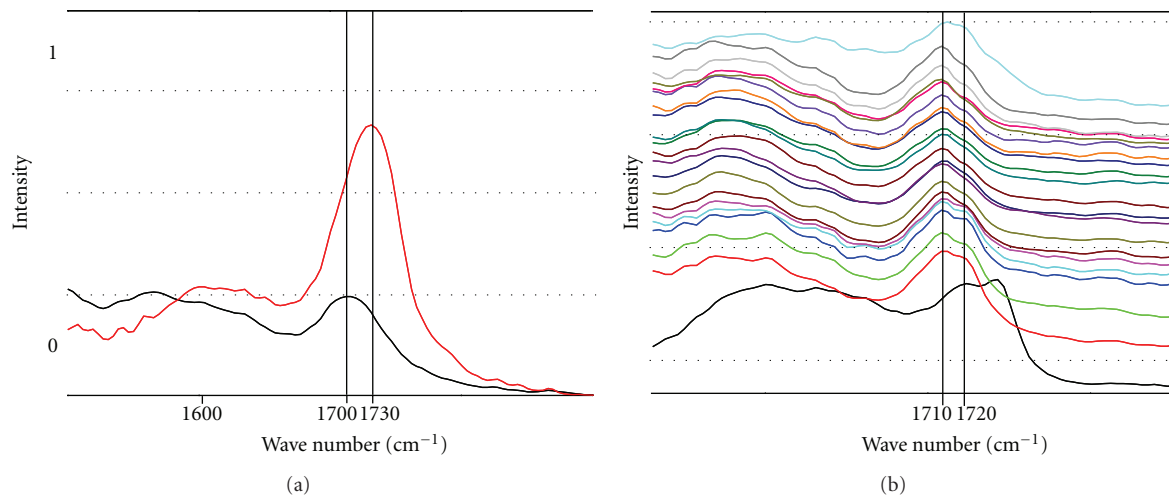 1
Intensity
0
1600
1700
1730
Wave number (cm⁻¹)
(a)
Intensity
1710
1720
Wave number (cm⁻¹)
(b)